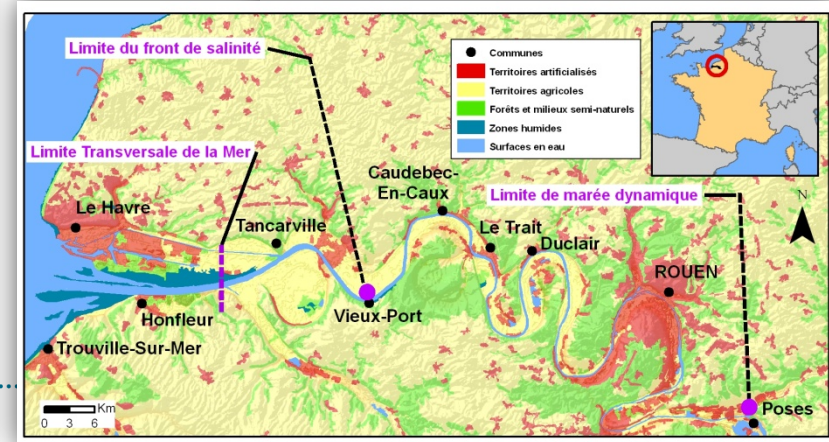 Limite du front de salinité
Communes
Territoires artificialisés
Territoires agricoles
Forêts et milieux semi-naturels
Zones humides
Surfaces en eau
Limite Transversale de la Mer
Caudebec-
En-Caux
Limite de marée dynamique
N
Le Havre
Tancarville
Le Trait
Duclair
ROUEN
Honfleur
Vieux-Port
Trouville-Sur-Mer
Poses
Km
0 3 6